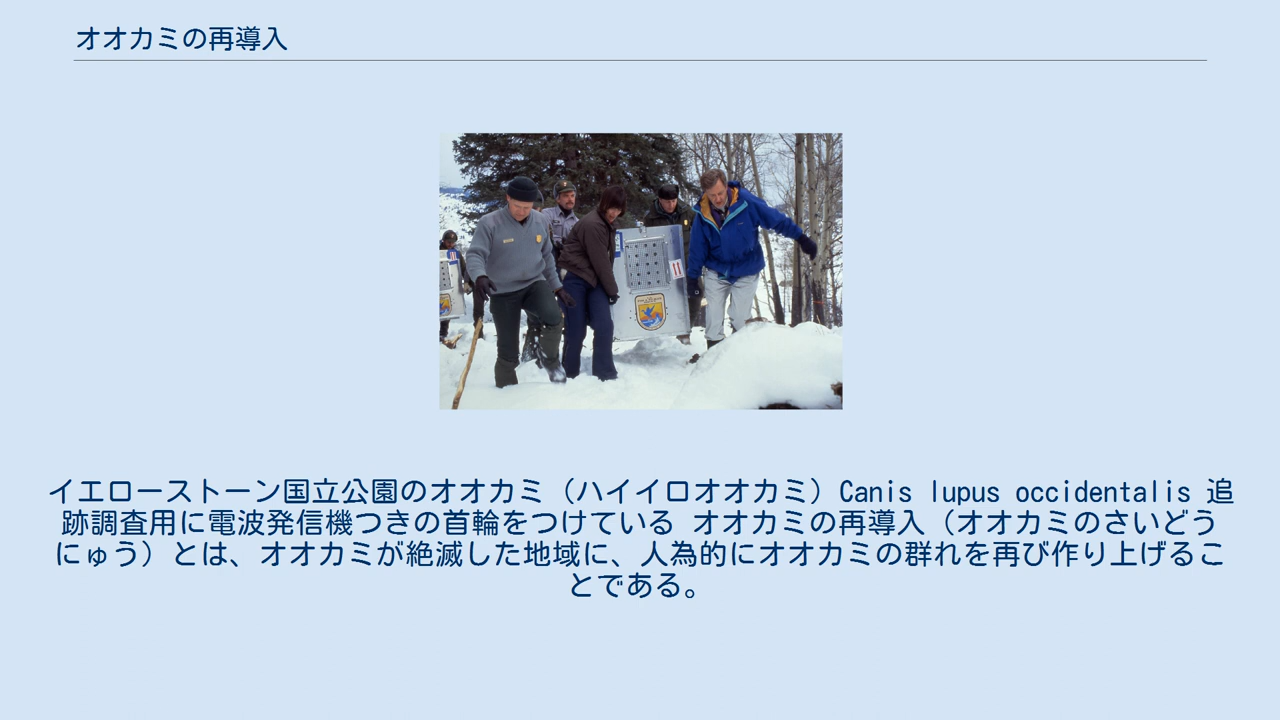 オオカミの再導入
イエローストーン国立公園のオオカミ（ハイイロオオカミ）Canis lupus occidentalis 追
跡調査用に電波発信機つきの首輪をつけている オオカミの再導入（オオカミのさいどう
にゅう）とは、オオカミが絶滅した地域に、人為的にオオカミの群れを再び作り上げるこ
とである。